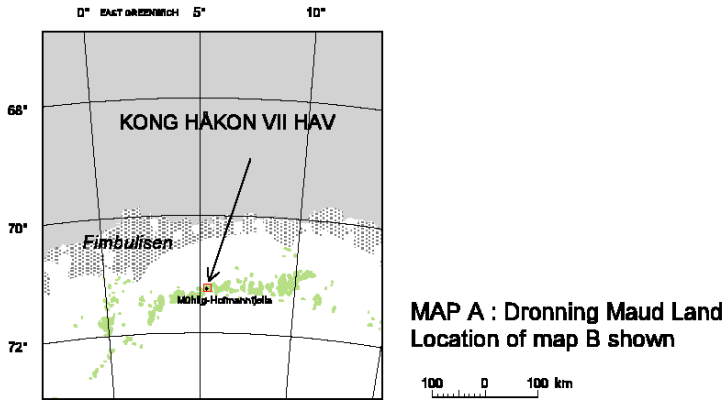 0° EAST GREENWICH 5° 10°
68°
KONG HÅKON VII HAV
70°
Fimbulisen
Mühlig-Hofmannfjella
72°
MAP A : Dronning Maud Land
Location of map B shown
100 0 100 km